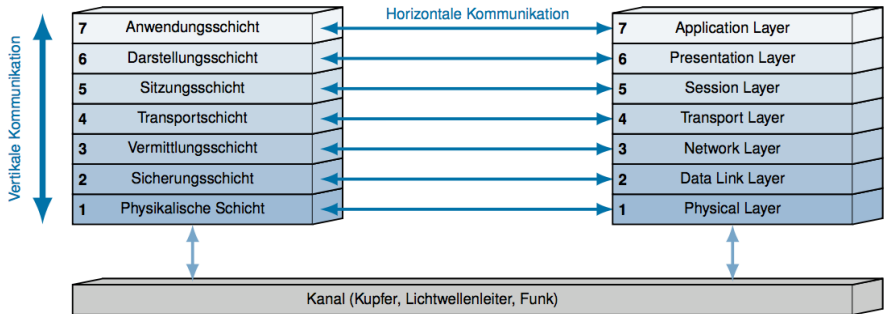 Horizontale Kommunikation
Vertikale Kommunikation
7 Anwendungsschicht
6 Darstellungsschicht
5 Sitzungsschicht
4 Transportschicht
3 Vermittlungsschicht
2 Sicherungsschicht
1 Physikalische Schicht
7 Application Layer
6 Presentation Layer
5 Session Layer
4 Transport Layer
3 Network Layer
2 Data Link Layer
1 Physical Layer
Kanal (Kupfer, Lichtwellenleiter, Funk)